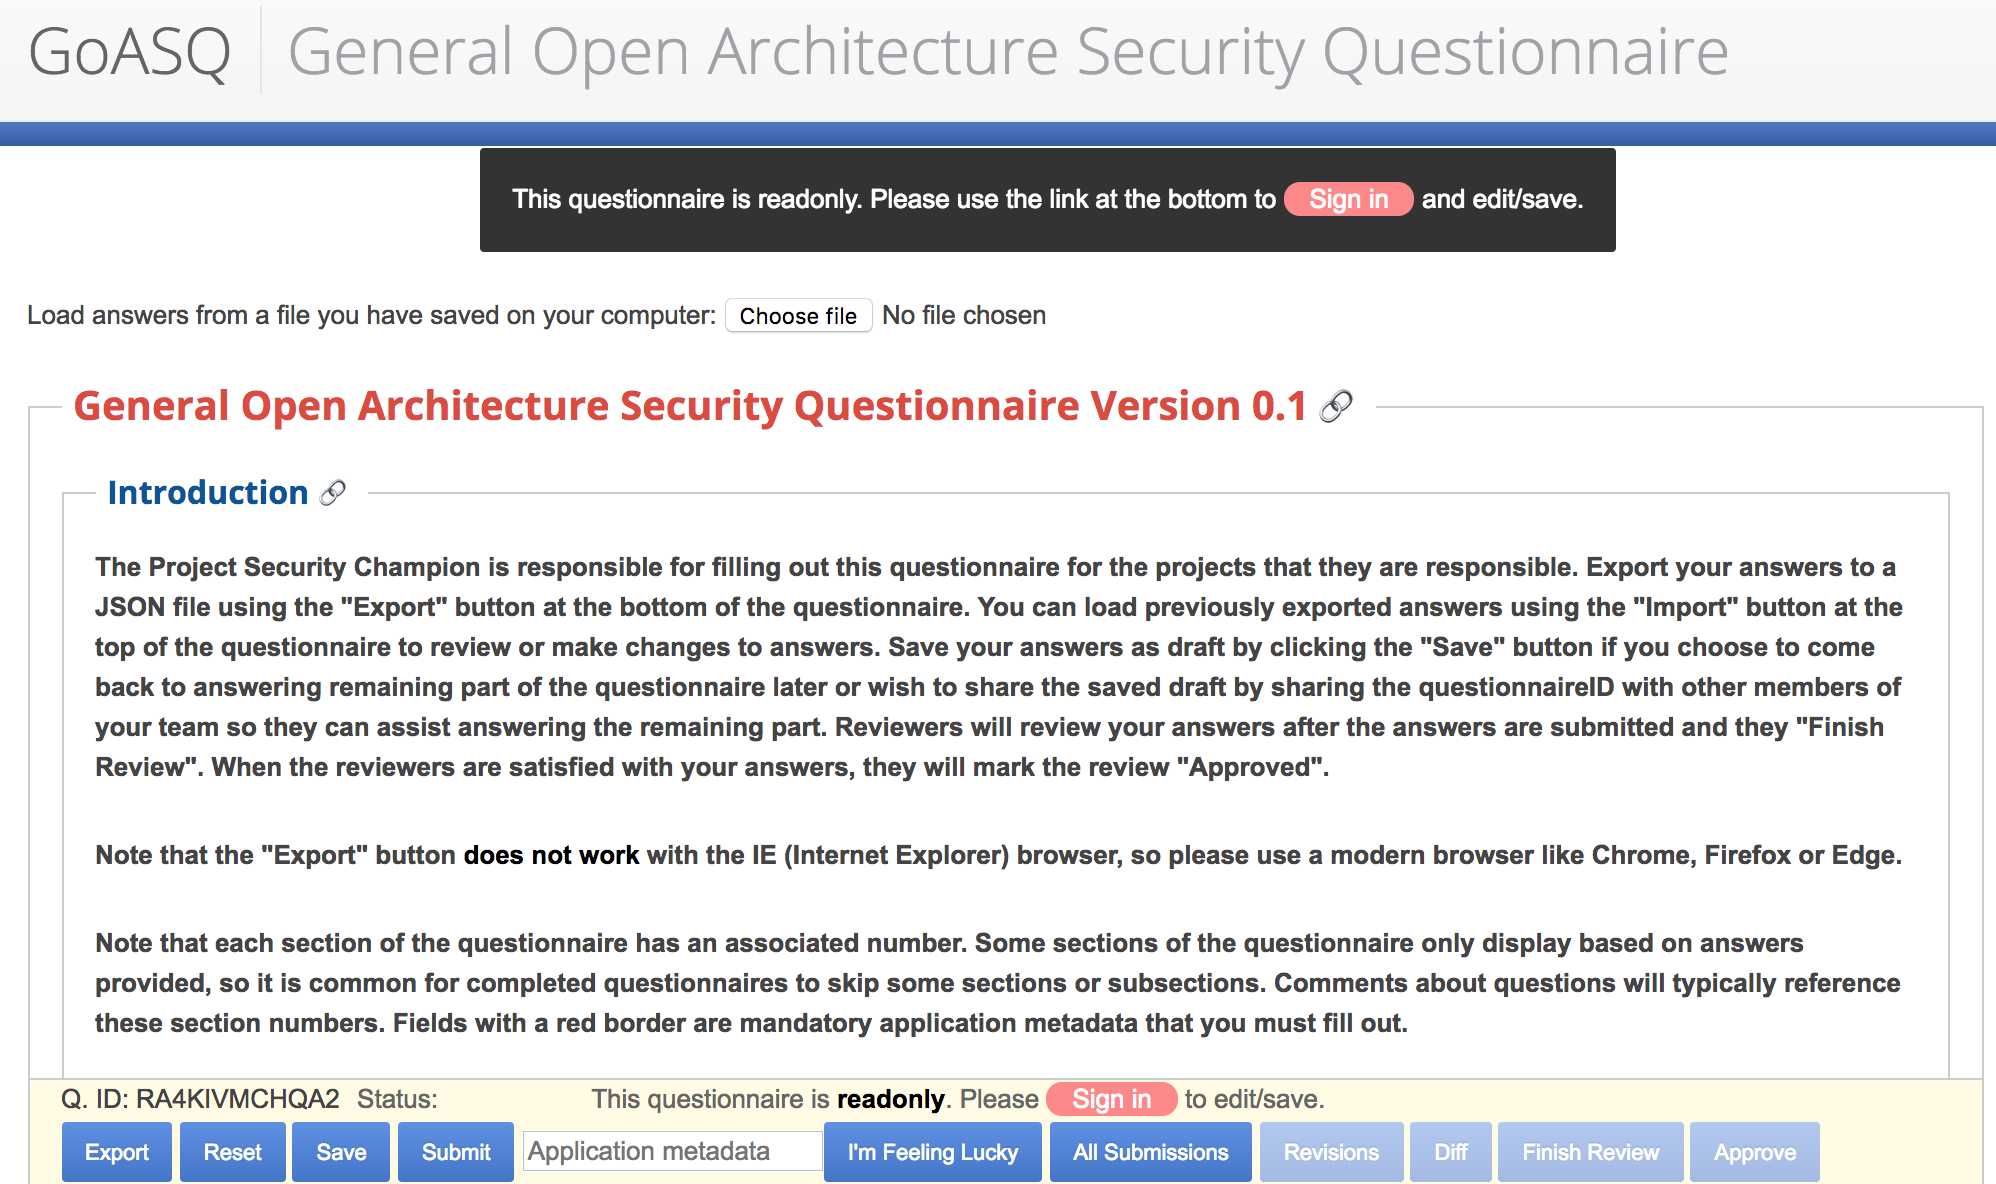 GoASQ General Open Architecture Security Questionnaire
This questionnaire is readonly. Please use the link at the bottom to Sign in and edit/save.
Load answers from a file you have saved on your computer: Choose file No file chosen
General Open Architecture Security Questionnaire Version 0.1
Introduction
The Project Security Champion is responsible for filling out this questionnaire for the projects that they are responsible. Export your answers to a
JSON file using the "Export" button at the bottom of the questionnaire. You can load previously exported answers using the "Import" button at the
top of the questionnaire to review or make changes to answers. Save your answers as draft by clicking the "Save" button if you choose to come
back to answering remaining part of the questionnaire later or wish to share the saved draft by sharing the questionnaireID with other members of
your team so they can assist answering the remaining part. Reviewers will review your answers after the answers are submitted and they "Finish
Review". When the reviewers are satisfied with your answers, they will mark the review "Approved".
Note that the "Export" button does not work with the IE (Internet Explorer) browser, so please use a modern browser like Chrome, Firefox or Edge.
Note that each section of the questionnaire has an associated number. Some sections of the questionnaire only display based on answers
provided, so it is common for completed questionnaires to skip some sections or subsections. Comments about questions will typically reference
these section numbers. Fields with a red border are mandatory application metadata that you must fill out.
Q. ID: RA4KIVMCHQA2 Status: This questionnaire is readonly. Please Sign in to edit/save.
Export Reset Save Submit Application metadata I'm Feeling Lucky All Submissions Revisions Diff Finish Review Approve